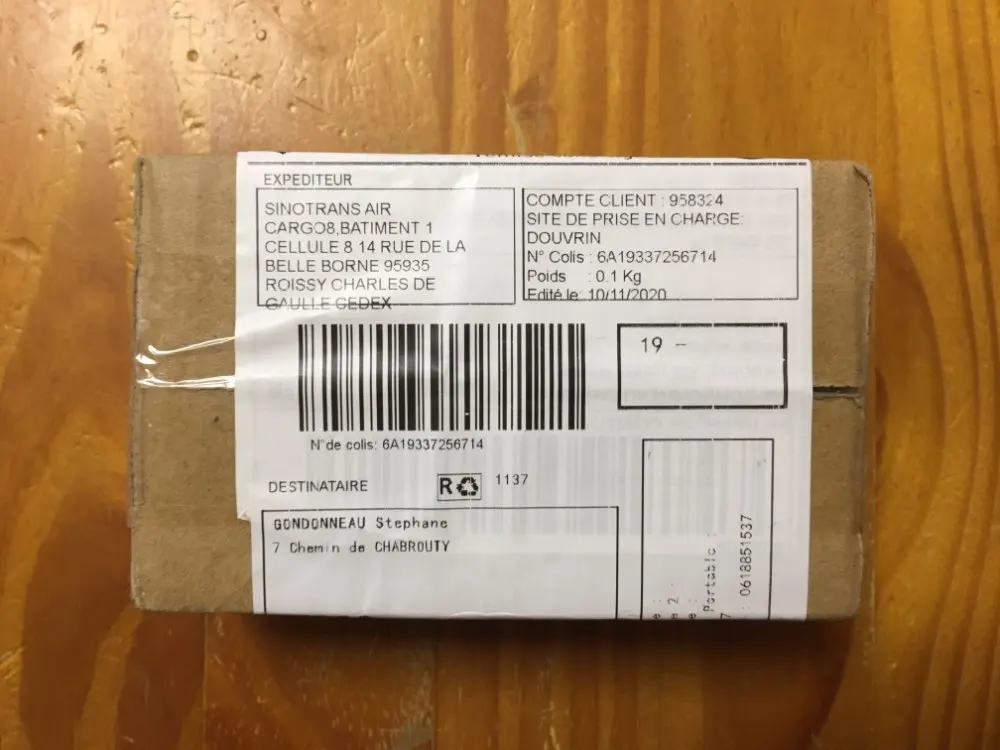 EXPEDITEUR
SINOTRANS AIR
CARGO8,BATIMENT 1
CELLULE 8 14 RUE DE LA
BELLE BORNE 95935
ROISSY CHARLES DE
GAULLE CEDEX
COMPTE CLIENT : 958324
SITE DE PRISE EN CHARGE:
DOUVRIN
N° Colis : 6A19337256714
Poids : 0.1 Kg
Edité le: 10/11/2020
19 -
N°de colis: 6A19337256714
DESTINATAIRE
R
1137
GONDONNEAU Stephane
7 Chemin de CHABROUTY
Portable :
: 0618851537